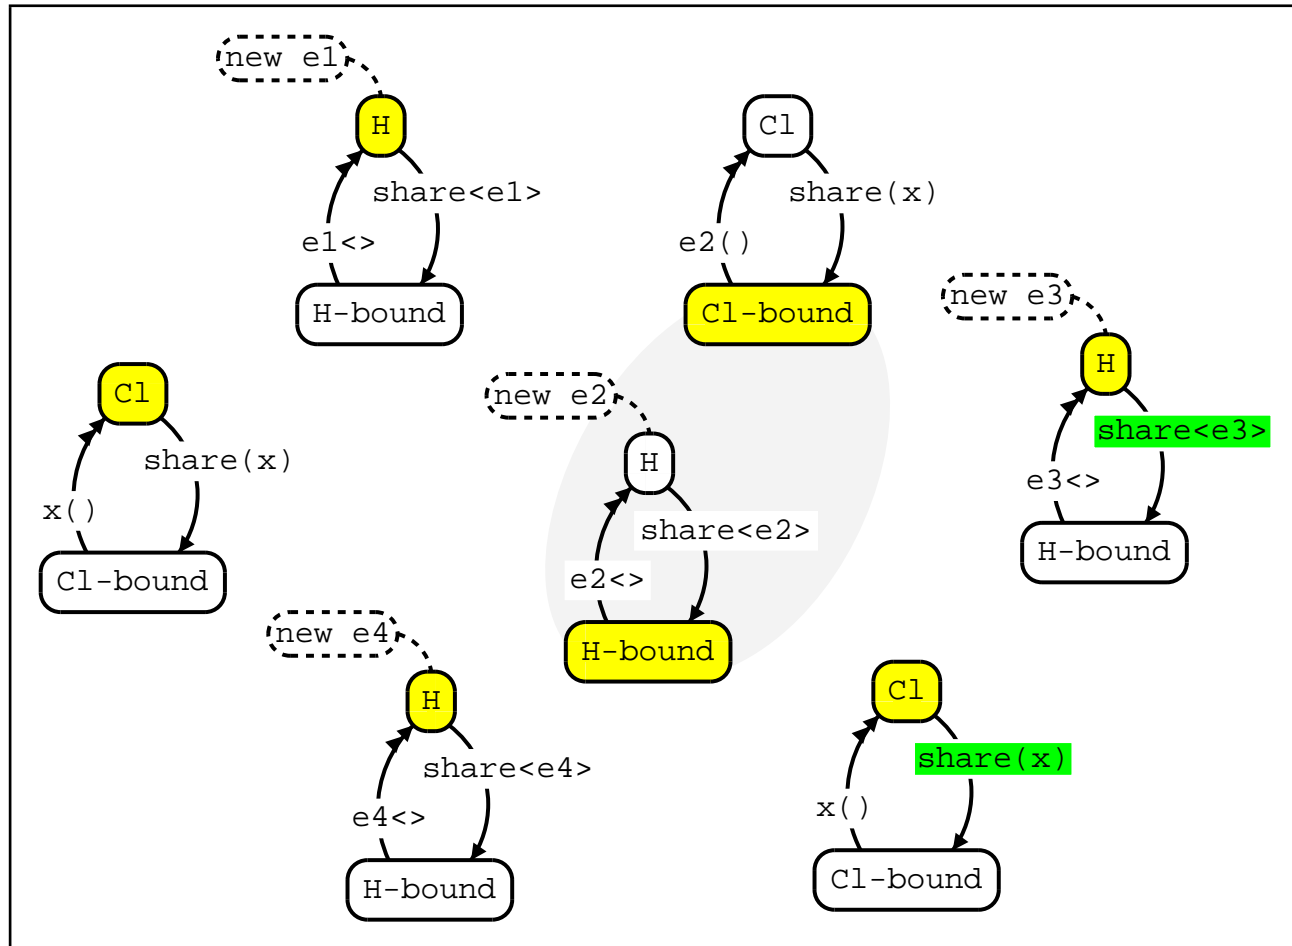 new e1
H
share<e1>
e1<>
H-bound
Cl
share(x)
e2()
Cl-bound
new e3
H
share<e3>
e3<>
H-bound
Cl
share(x)
x()
Cl-bound
new e2
H
share<e2>
e2<>
H-bound
new e4
H
share<e4>
e4<>
H-bound
Cl
share(x)
x()
Cl-bound